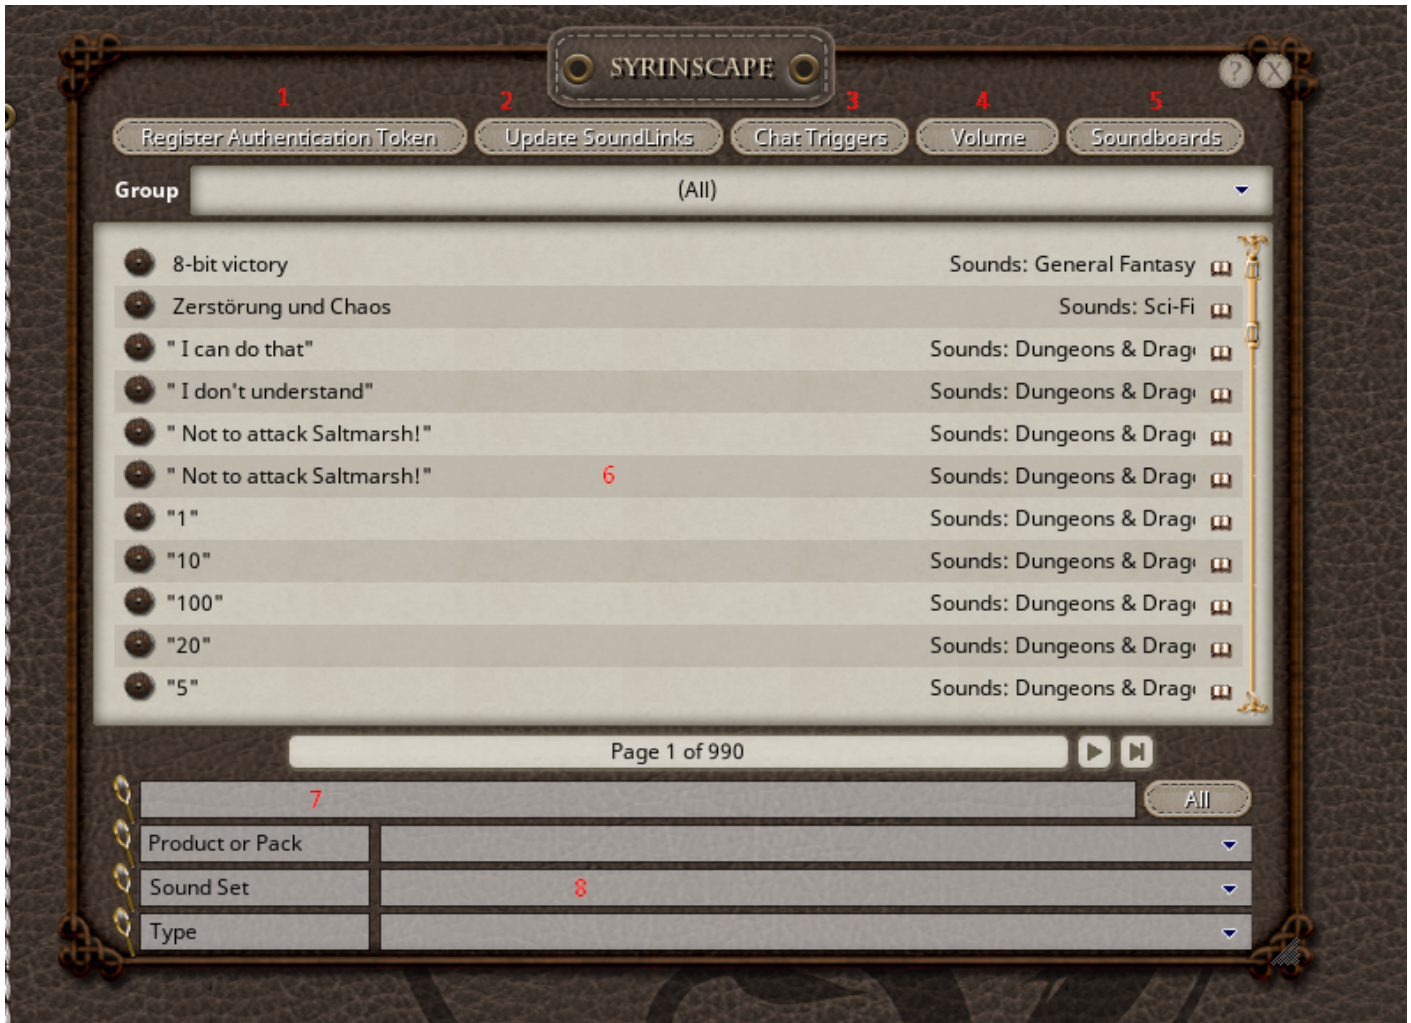 SYRINSCAPE
? X
1 2 3 4 5
Register Authentication Token Update SoundLinks Chat Triggers Volume Soundboards
Group (All)
8-bit victory Sounds: General Fantasy
Zerstörung und Chaos Sounds: Sci-Fi
" I can do that" Sounds: Dungeons & Drag
" I don't understand" Sounds: Dungeons & Drag
" Not to attack Saltmarsh!" Sounds: Dungeons & Drag
" Not to attack Saltmarsh!" 6 Sounds: Dungeons & Drag
"1" Sounds: Dungeons & Drag
"10" Sounds: Dungeons & Drag
"100" Sounds: Dungeons & Drag
"20" Sounds: Dungeons & Drag
"5" Sounds: Dungeons & Drag
Page 1 of 990
7 All
Product or Pack
Sound Set 8
Type